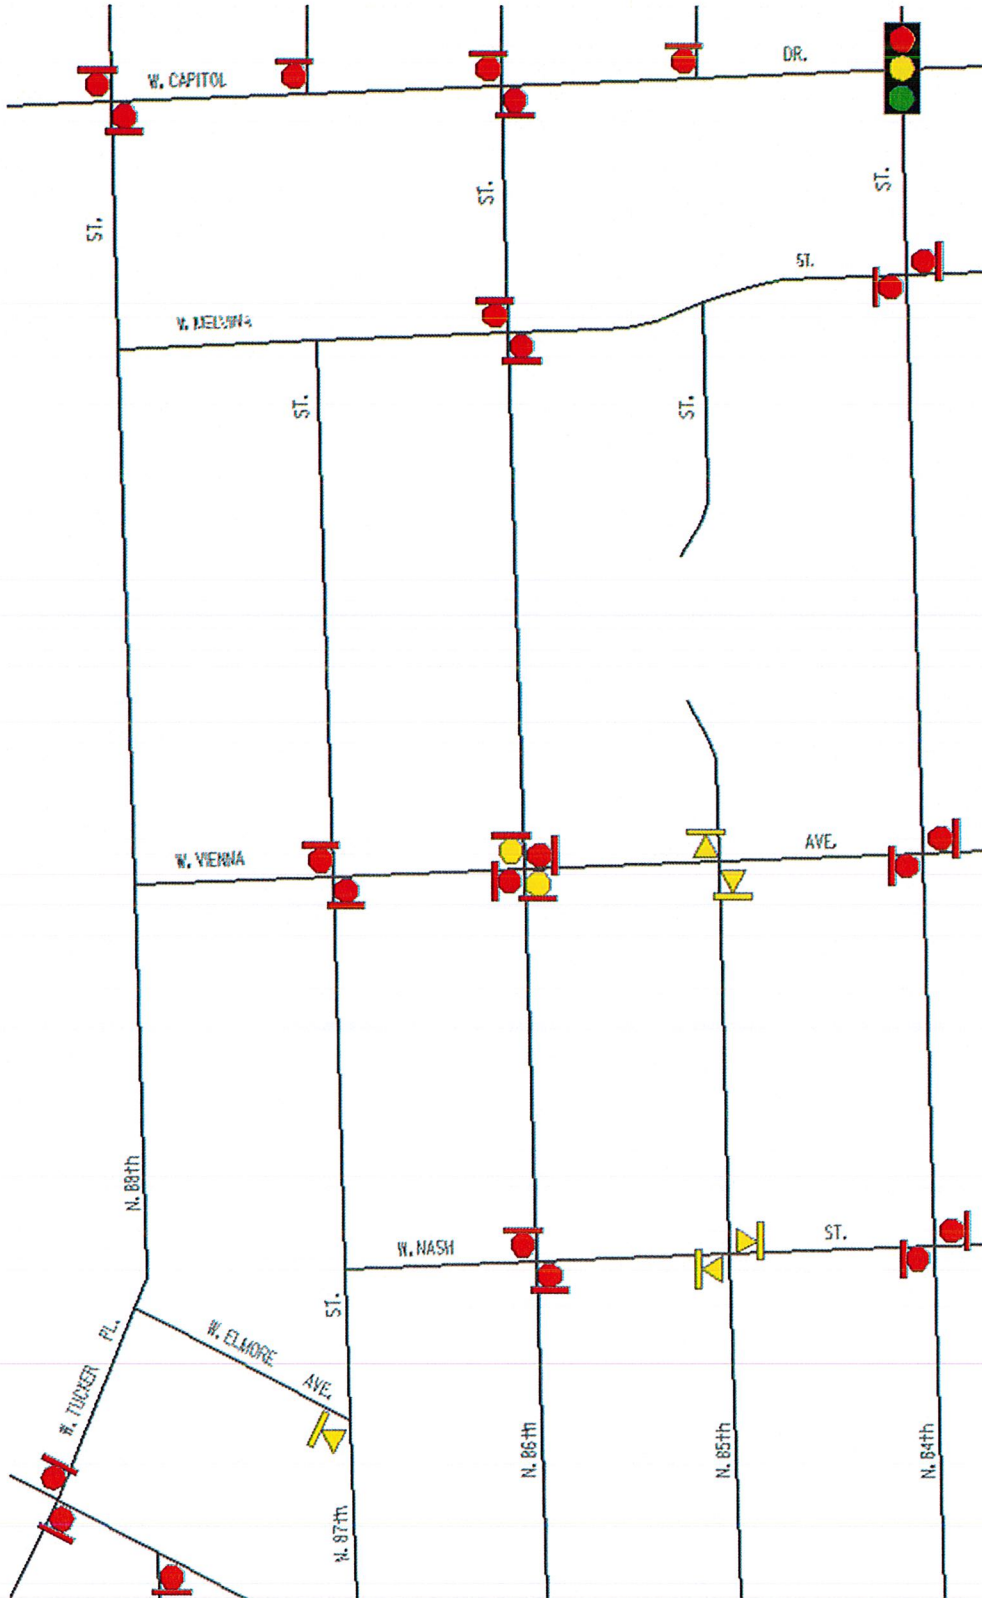 W. CAPITOL
DR.
ST.
ST.
ST.
W. MELVINA
ST.
ST.
ST.
W. VIENNA
AVE.
N. 88th
W. NASH
ST.
ST.
PL.
W. ELMORE
AVE.
W. TUCKER
N. 87th
N. 86th
N. 85th
N. 84th